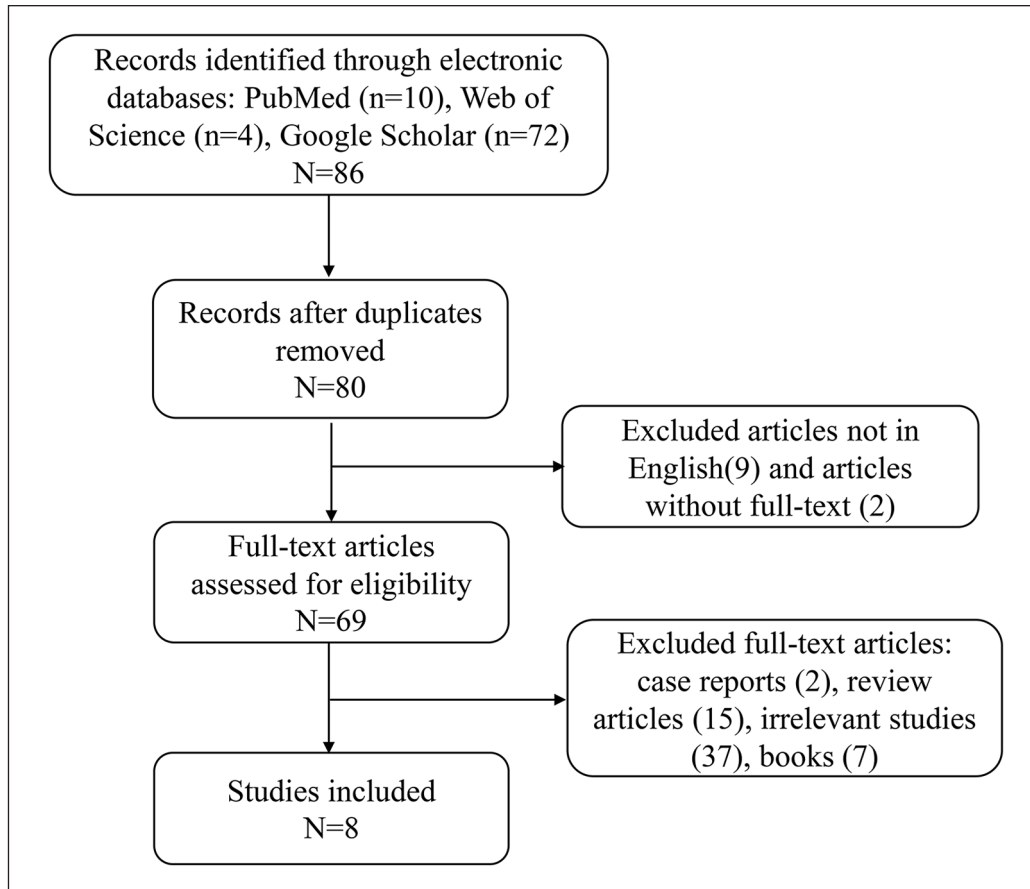 Records identified through electronic
databases: PubMed (n=10), Web of
Science (n=4), Google Scholar (n=72)
N=86
Records after duplicates
removed
N=80
Excluded articles not in
English(9) and articles
without full-text (2)
Full-text articles
assessed for eligibility
N=69
Excluded full-text articles:
case reports (2), review
articles (15), irrelevant studies
(37), books (7)
Studies included
N=8